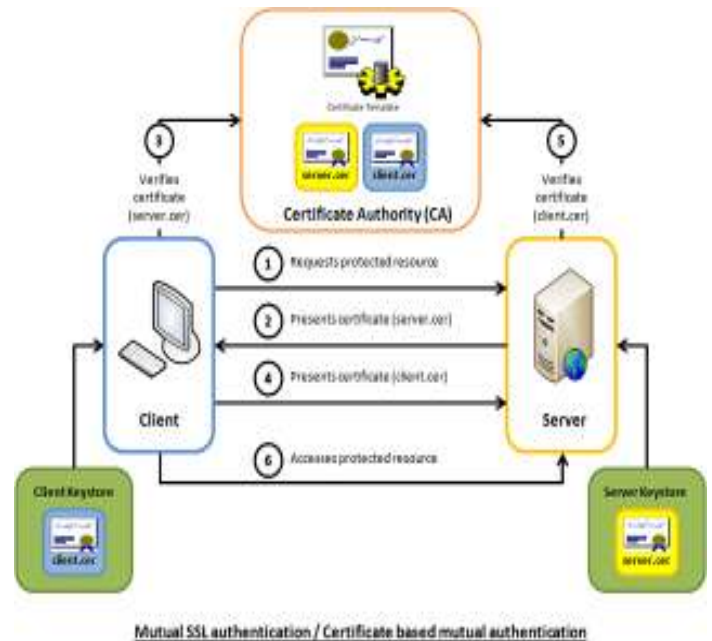 Certificate Template
server.cer
client.cer
Certificate Authority (CA)
3
Verifies
certificate
(server.cer)
5
Verifies
certificate
(client.cer)
1 Requests protected resource
2 Presents certificate (server.cer)
4 Presents certificate (client.cer)
Client
Server
6 Accesses protected resource
Client Keystore
client.cer
Server Keystore
server.cer
Mutual SSL authentication / Certificate based mutual authentication